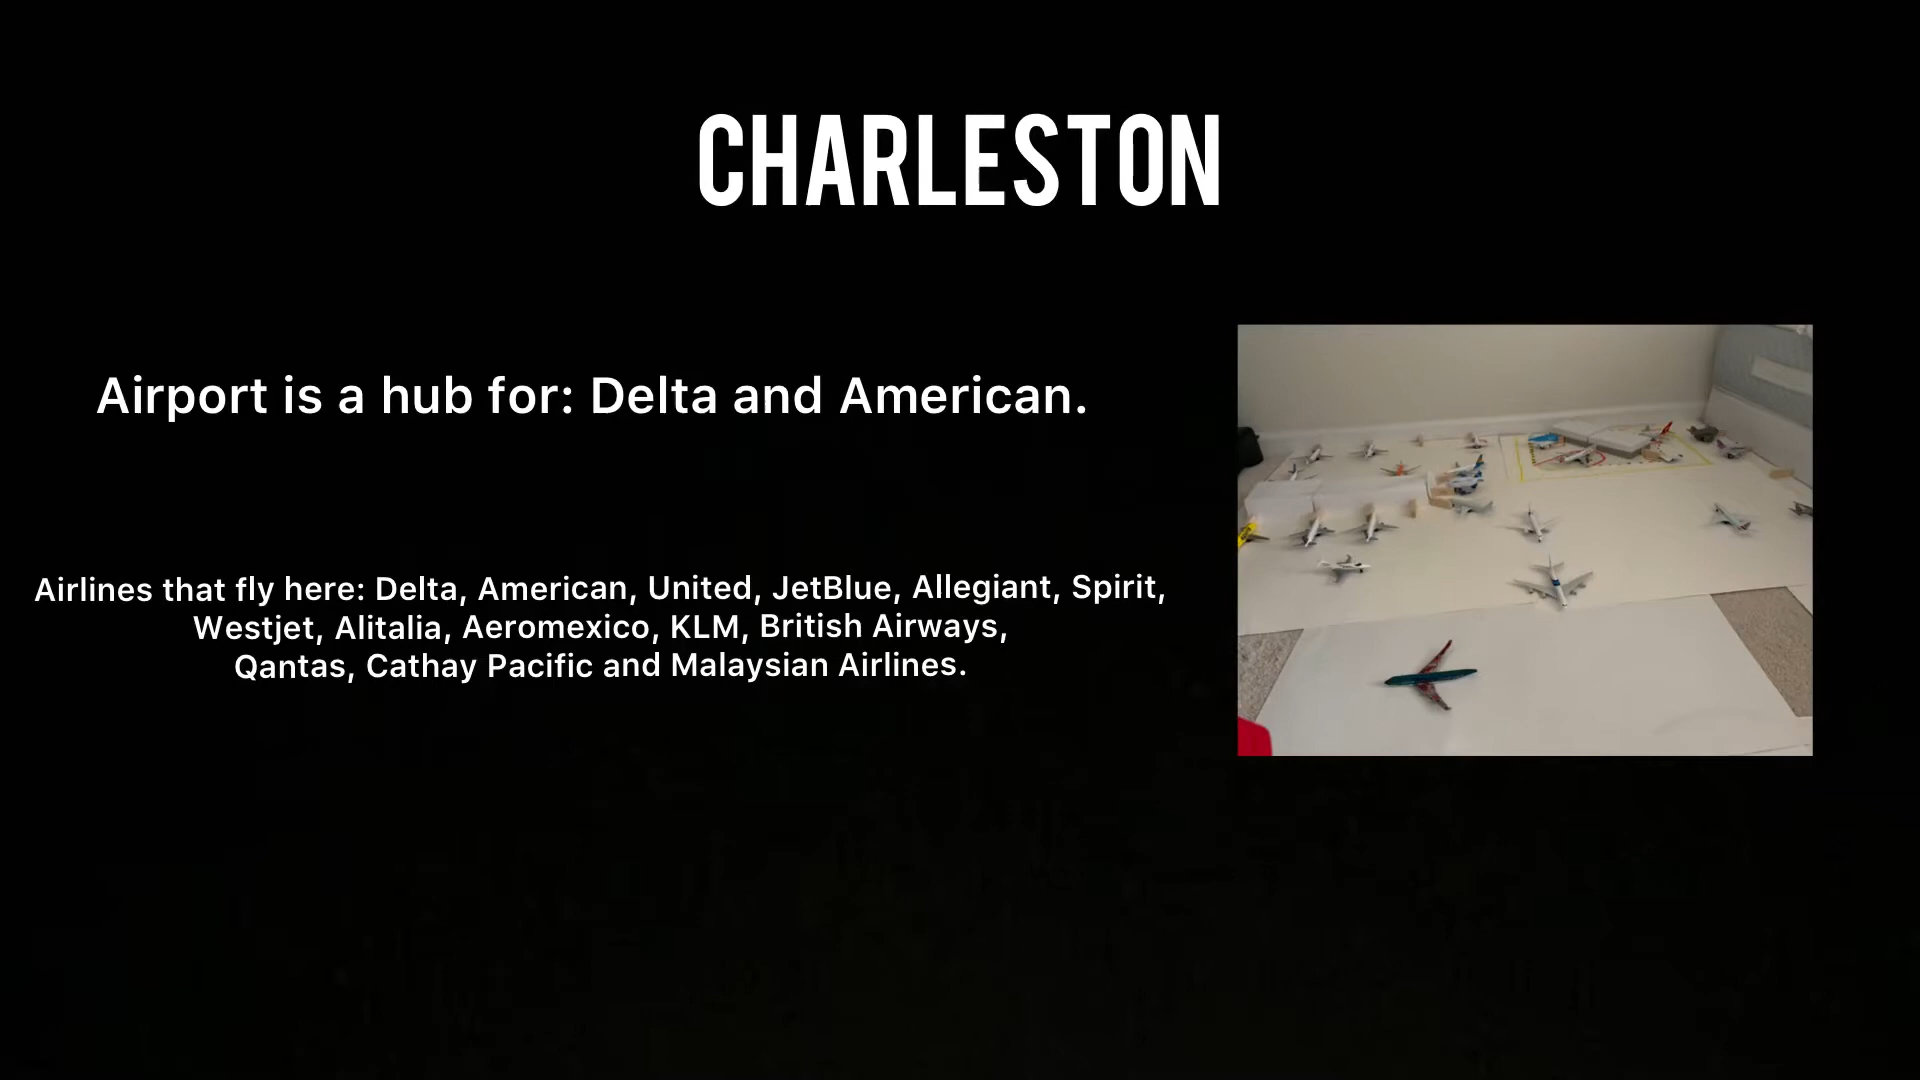 CHARLESTON
Airport is a hub for: Delta and American.
Airlines that fly here: Delta, American, United, JetBlue, Allegiant, Spirit,
Westjet, Alitalia, Aeromexico, KLM, British Airways,
Qantas, Cathay Pacific and Malaysian Airlines.